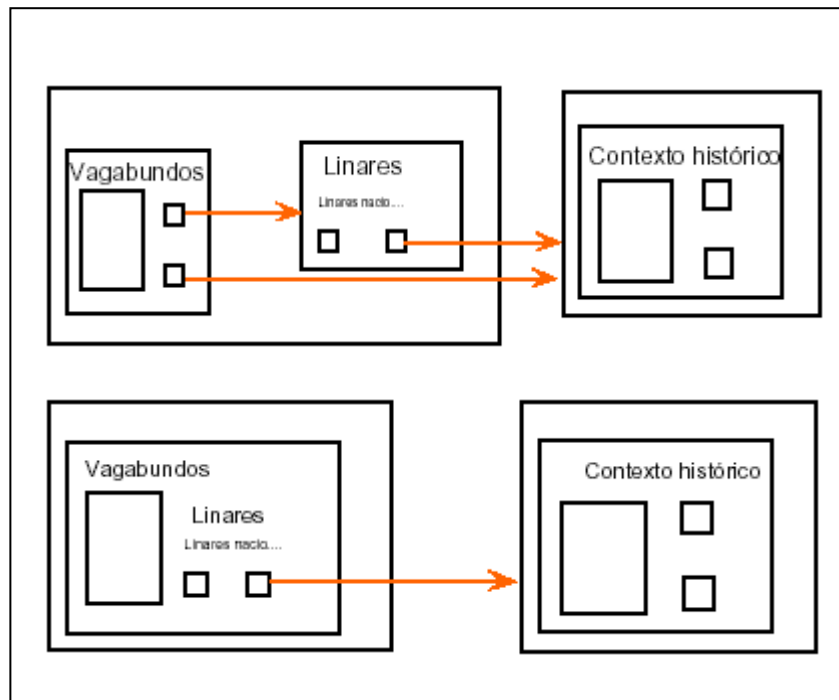 Vagabundos
Linares
Linares nacio....
Contexto histórico
Vagabundos
Linares
Linares nacio....
Contexto histórico